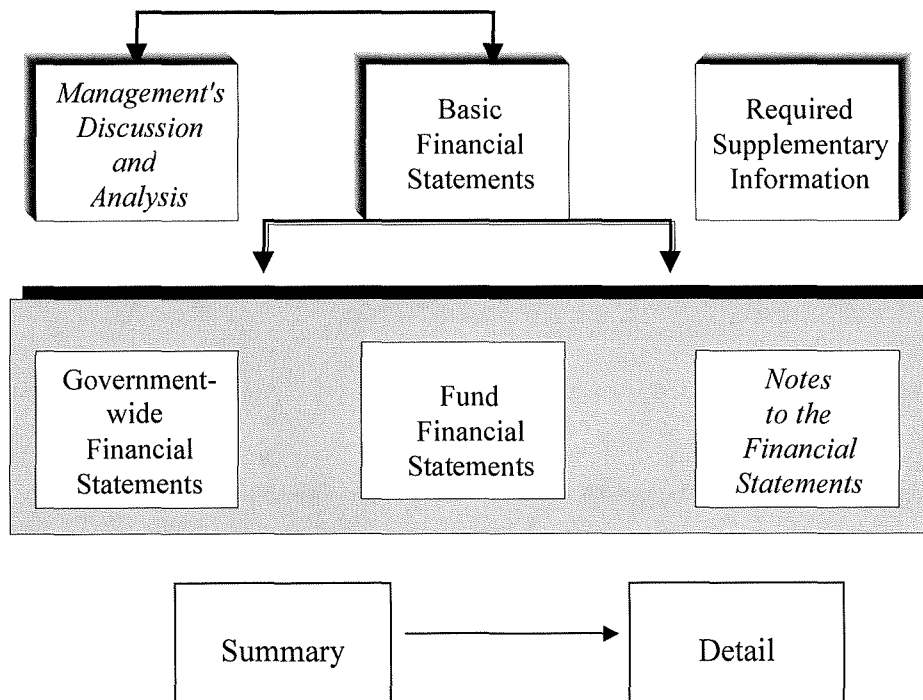 Management's
Discussion
and
Analysis
Basic
Financial
Statements
Required
Supplementary
Information
Government-
wide
Financial
Statements
Fund
Financial
Statements
Notes
to the
Financial
Statements
Summary
Detail